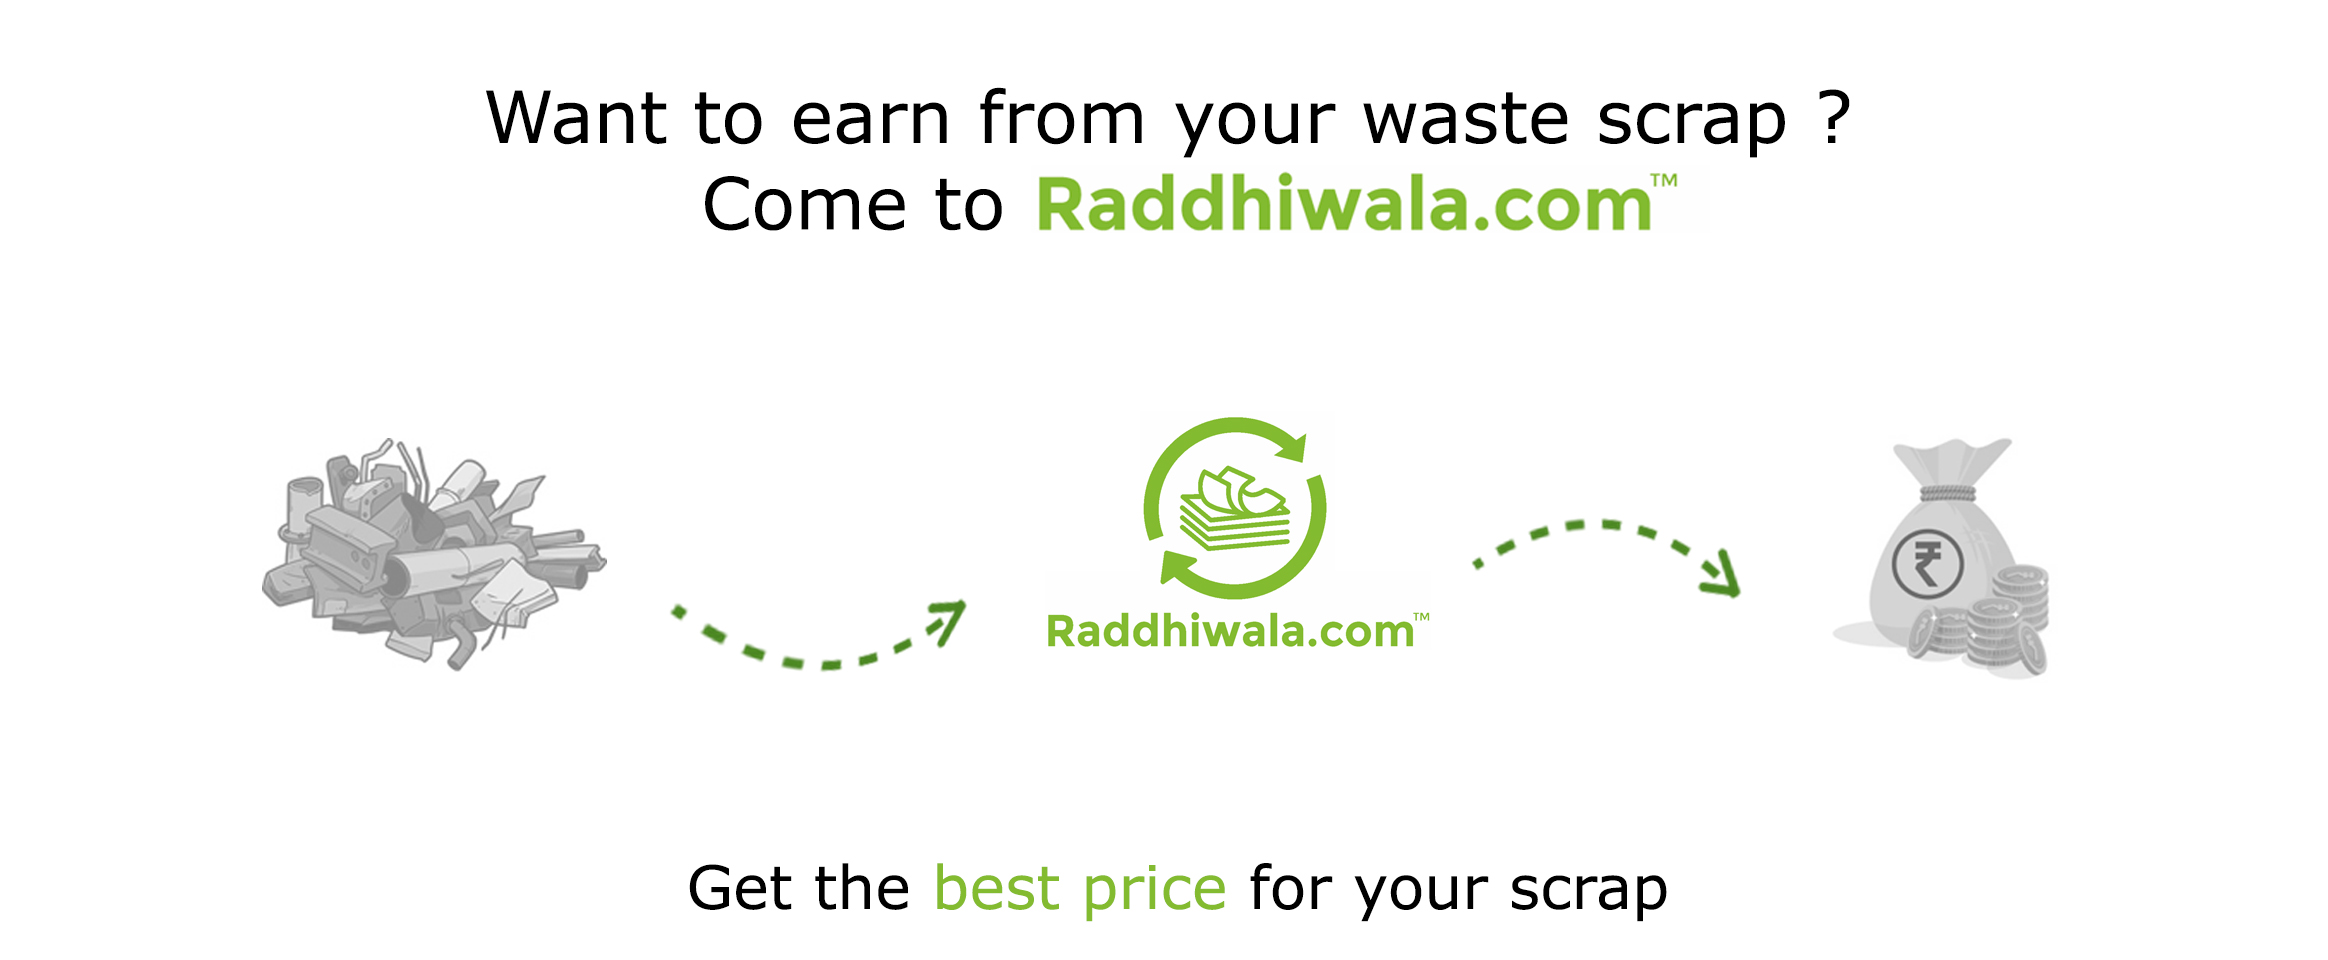 Want to earn from your waste scrap ?
Come to Raddhiwala.com™
₹
Raddhiwala.com™
Get the best price for your scrap